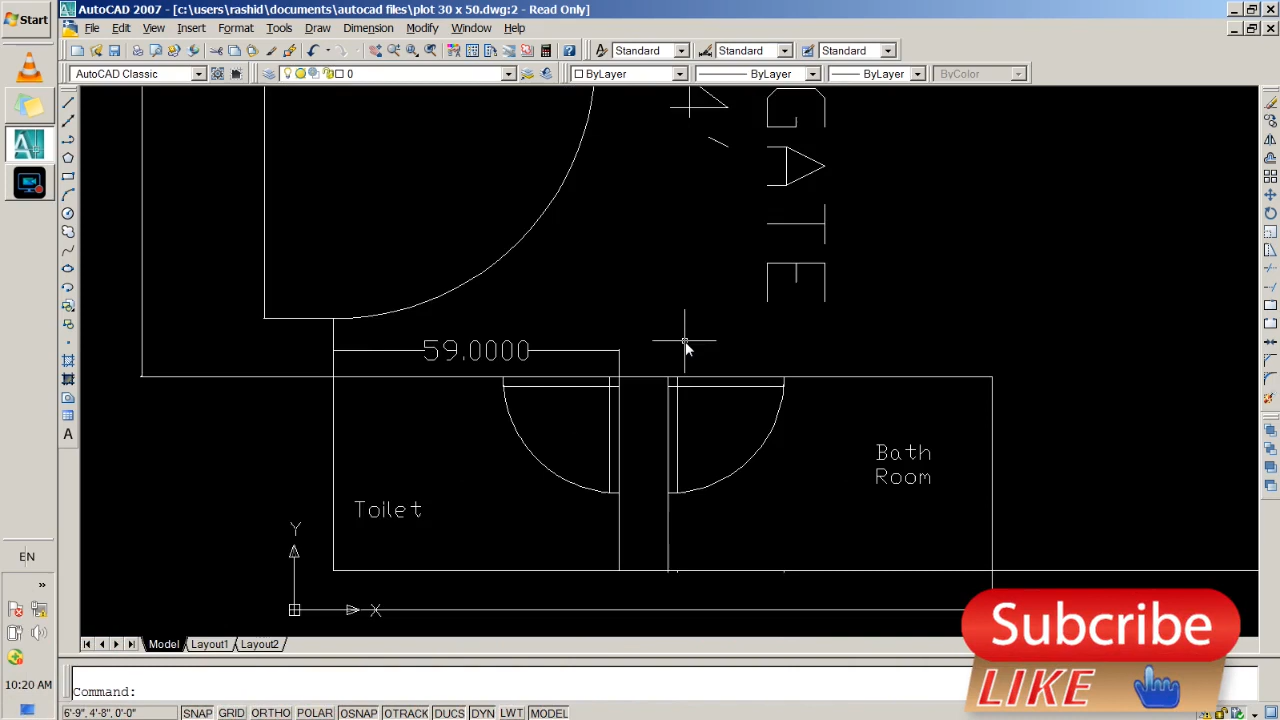 Start
AutoCAD 2007 - [c:\users\rashid\documents\autocad files\plot 30 x 50.dwg:2 - Read Only]
File Edit View Insert Format Tools Draw Dimension Modify Window Help
Standard Standard Standard
AutoCAD Classic 0 ByLayer ByLayer ByLayer ByColor
4'
GATE
59.0000
Bath
Room
Toilet
Y
X
EN
»
Model Layout1 Layout2
10:20 AM
Command:
6'-9", 4'-8", 0'-0" SNAP GRID ORTHO POLAR OSNAP OTRACK DUCS DYN LWT MODEL
Subcribe
LIKE